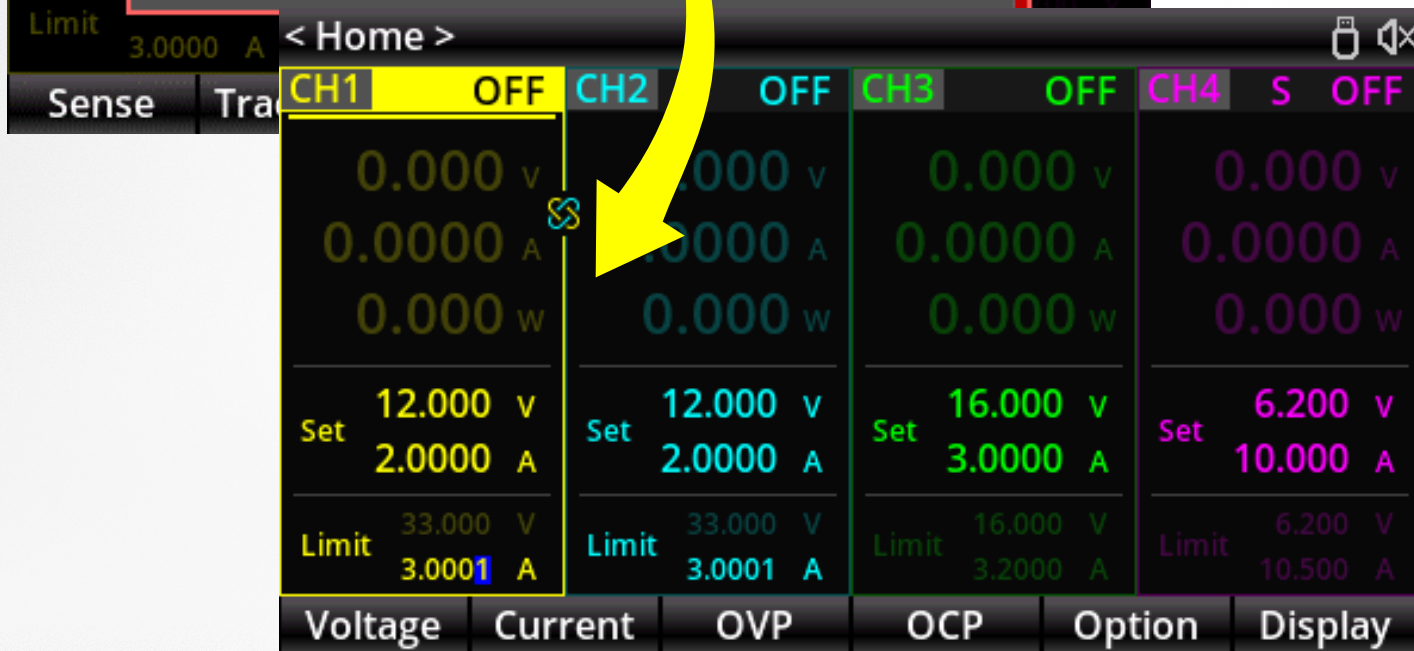 Limit
3.0000 A
Sense
< Home >
CH1 OFF CH2 OFF CH3 OFF CH4 S OFF
0.000 V .000 V 0.000 V 0.000 V
0.0000 A .0000 A 0.0000 A 0.0000 A
0.000 W 0.000 W 0.000 W 0.000 W
12.000 V 12.000 V 16.000 V 6.200 V
Set Set Set Set
2.0000 A 2.0000 A 3.0000 A 10.000 A
33.000 V 33.000 V 16.000 V 6.200 V
Limit Limit Limit Limit
3.0001 A 3.0001 A 3.2000 A 10.500 A
Voltage Current OVP OCP Option Display